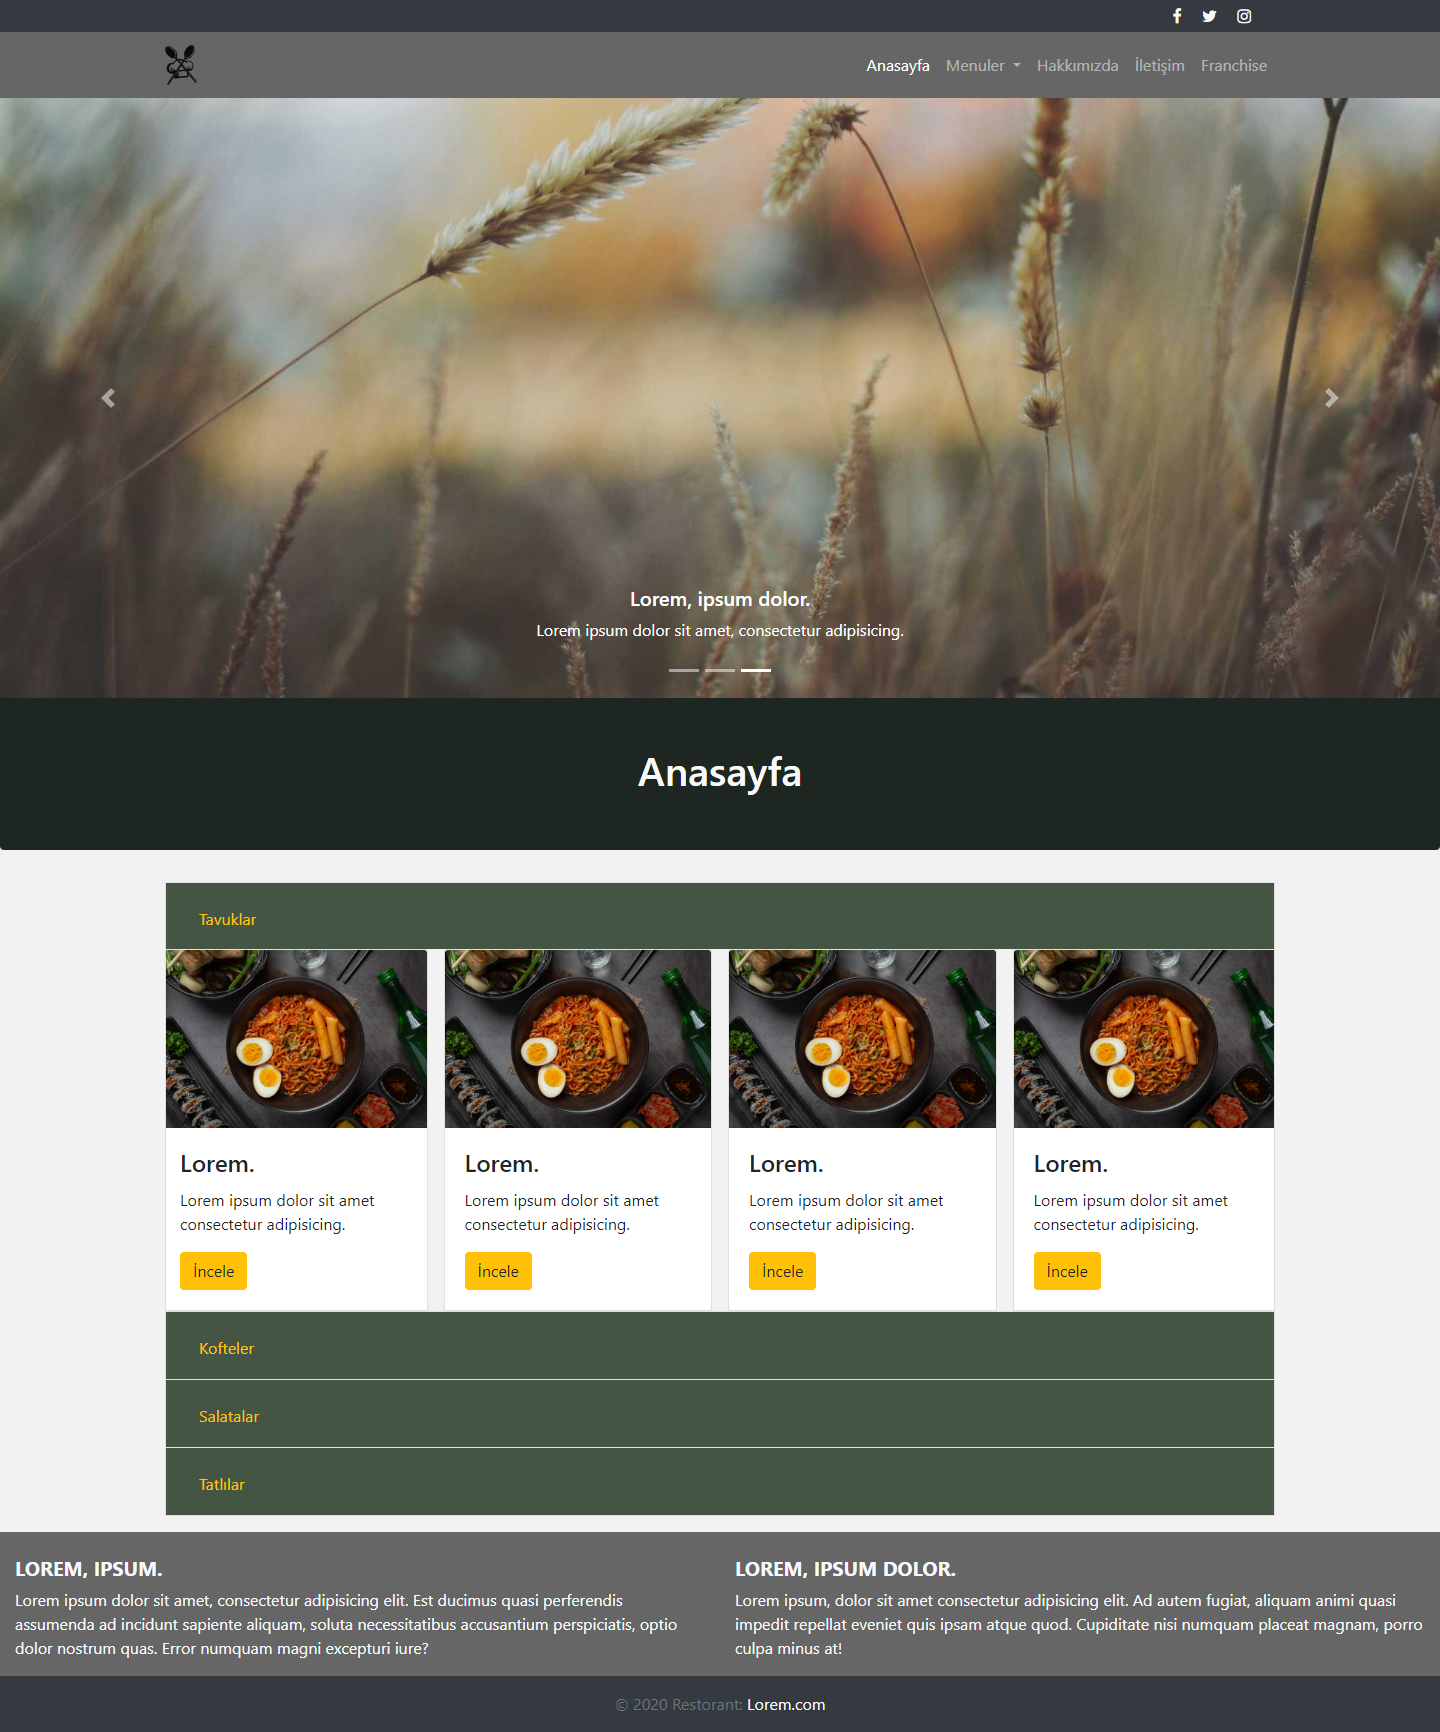 Anasayfa
Menuler
Hakkımızda
İletişim
Franchise
Lorem, ipsum dolor.
Lorem ipsum dolor sit amet, consectetur adipisicing.
Anasayfa
Tavuklar
Lorem.
Lorem ipsum dolor sit amet
consectetur adipisicing.
İncele
Lorem.
Lorem ipsum dolor sit amet
consectetur adipisicing.
İncele
Lorem.
Lorem ipsum dolor sit amet
consectetur adipisicing.
İncele
Lorem.
Lorem ipsum dolor sit amet
consectetur adipisicing.
İncele
Kofteler
Salatalar
Tatlılar
LOREM, IPSUM.
Lorem ipsum dolor sit amet, consectetur adipisicing elit. Est ducimus quasi perferendis
assumenda ad incidunt sapiente aliquam, soluta necessitatibus accusantium perspiciatis, optio
dolor nostrum quas. Error numquam magni excepturi iure?
LOREM, IPSUM DOLOR.
Lorem ipsum, dolor sit amet consectetur adipisicing elit. Ad autem fugiat, aliquam animi quasi
impedit repellat eveniet quis ipsam atque quod. Cupiditate nisi numquam placeat magnam, porro
culpa minus at!
© 2020 Restorant: Lorem.com